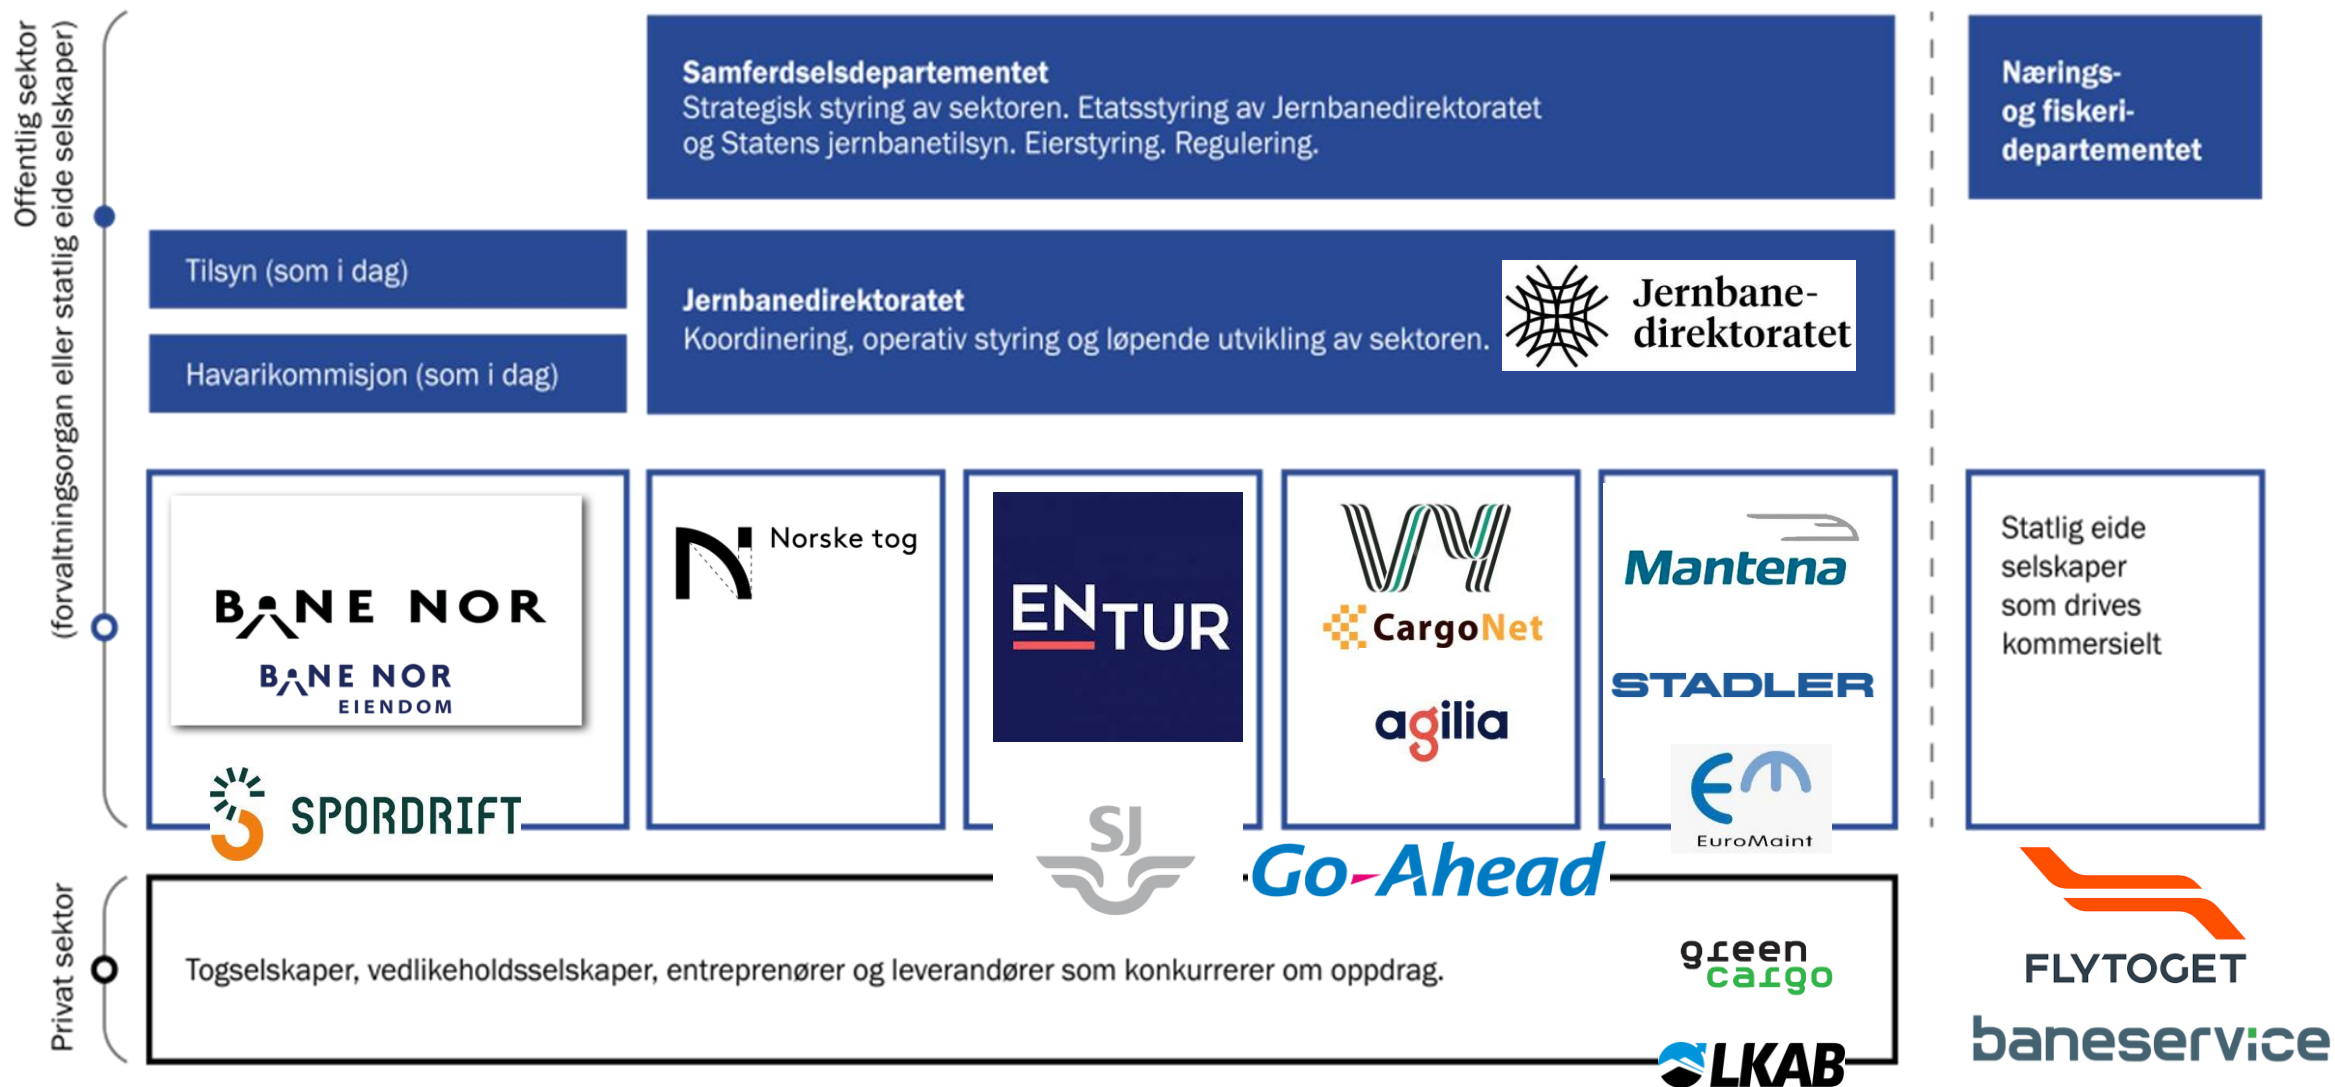 Offentlig sektor
(forvaltningsorgan eller statlig eide selskaper)
Samferdselsdepartementet
Strategisk styring av sektoren. Etatsstyring av Jernbanedirektoratet
og Statens jernbanetilsyn. Eierstyring. Regulering.
Nærings-
og fiskeri-
departementet
Tilsyn (som i dag)
Havarikommisjon (som i dag)
Jernbanedirektoratet
Koordinering, operativ styring og løpende utvikling av sektoren.
Jernbane-
direktoratet
BANE NOR
BANE NOR
EIENDOM
SPORDRIFT
Norske tog
ENTUR
VY
CargoNet
agilia
Mantena
STADLER
EuroMaint
Statlig eide
selskaper
som drives
kommersielt
SJ
Go-Ahead
Privat sektor
Togselskaper, vedlikeholdsselskaper, entreprenører og leverandører som konkurrerer om oppdrag.
green
cargo
LKAB
FLYTOGET
baneservice